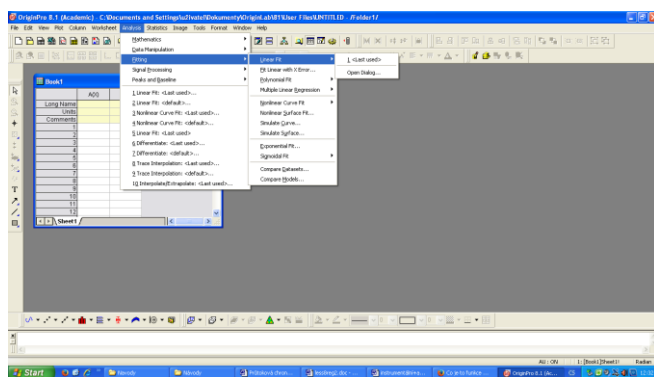 OriginPro 8.1 (Academic) - C:\Documents and Settings\uživatel\Dokumenty\OriginLab\81\User Files\UNTITLED - /Folder1/
File Edit View Plot Column Worksheet Analysis Statistics Image Tools Format Window Help
Mathematics
Data Manipulation
Fitting
Signal Processing
Peaks and Baseline
1 Linear Fit: <Last used>...
2 Linear Fit: <default>...
3 Nonlinear Curve Fit: <Last used>...
4 Nonlinear Curve Fit: <default>...
5 Linear Fit: <Last used>
6 Differentiate: <Last used>...
7 Differentiate: <default>...
8 Trace Interpolation: <Last used>...
9 Trace Interpolation: <default>...
10 Interpolate/Extrapolate: <Last used>...
Linear Fit
Fit Linear with X Error...
Polynomial Fit
Multiple Linear Regression
Nonlinear Curve Fit
Nonlinear Surface Fit...
Simulate Curve...
Simulate Surface...
Exponential Fit...
Sigmoidal Fit
Compare Datasets...
Compare Models...
1 <Last used>
Open Dialog...
Book1
A(X)
Long Name
Units
Comments
1
2
3
4
5
6
7
8
9
10
11
12
Sheet1
AU : ON 1: [Book1]Sheet1! Radian
Start Návody Návody Protokolová chrom... OriginPro 8.1 (Ac... CS 12:02